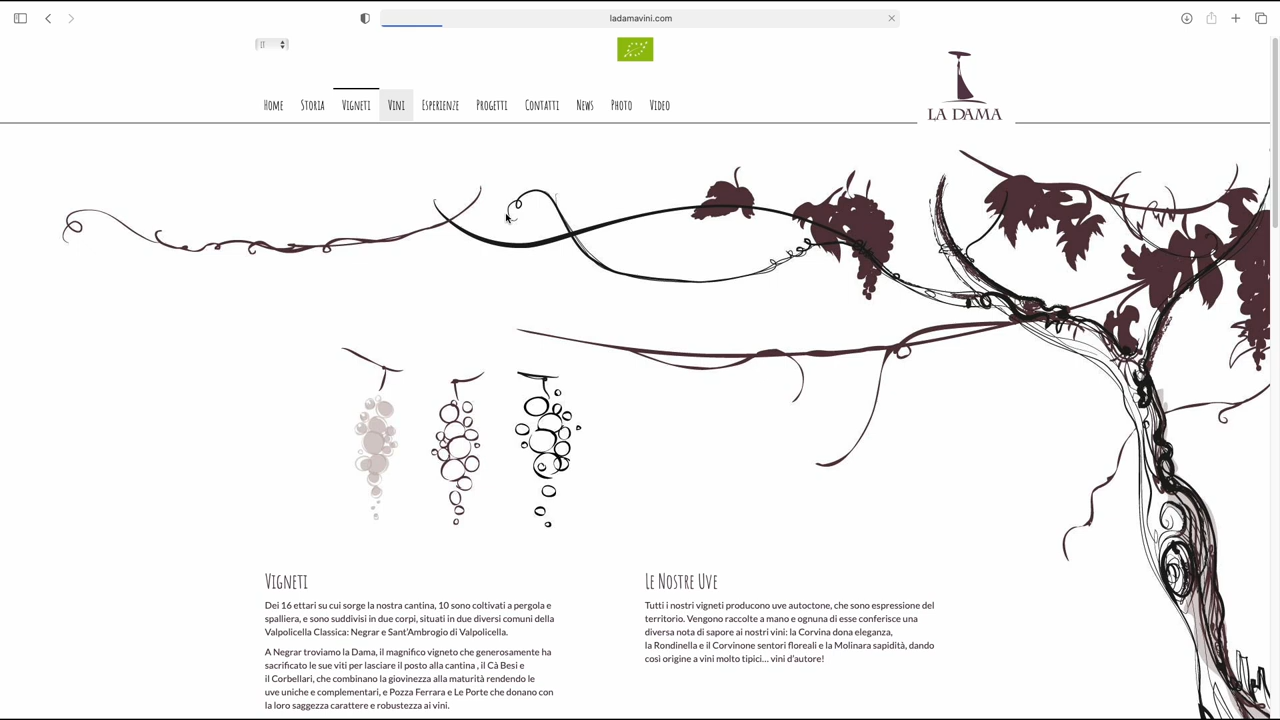 ladamavini.com
IT
LA DAMA
HOME STORIA VIGNETI VINI ESPERIENZE PROGETTI CONTATTI NEWS PHOTO VIDEO
VIGNETI
Dei 16 ettari su cui sorge la nostra cantina, 10 sono coltivati a pergola e
spalliera, e sono suddivisi in due corpi, situati in due diversi comuni della
Valpolicella Classica: Negrar e Sant'Ambrogio di Valpolicella.
A Negrar troviamo la Dama, il magnifico vigneto che generosamente ha
sacrificato le sue viti per lasciare il posto alla cantina , il Cà Besi e
il Corbellari, che combinano la giovinezza alla maturità rendendo le
uve uniche e complementari, e Pozza Ferrara e Le Porte che donano con
la loro saggezza carattere e robustezza ai vini.
LE NOSTRE UVE
Tutti i nostri vigneti producono uve autoctone, che sono espressione del
territorio. Vengono raccolte a mano e ognuna di esse conferisce una
diversa nota di sapore ai nostri vini: la Corvina dona eleganza,
la Rondinella e il Corvinone sentori floreali e la Molinara sapidità, dando
così origine a vini molto tipici... vini d'autore!